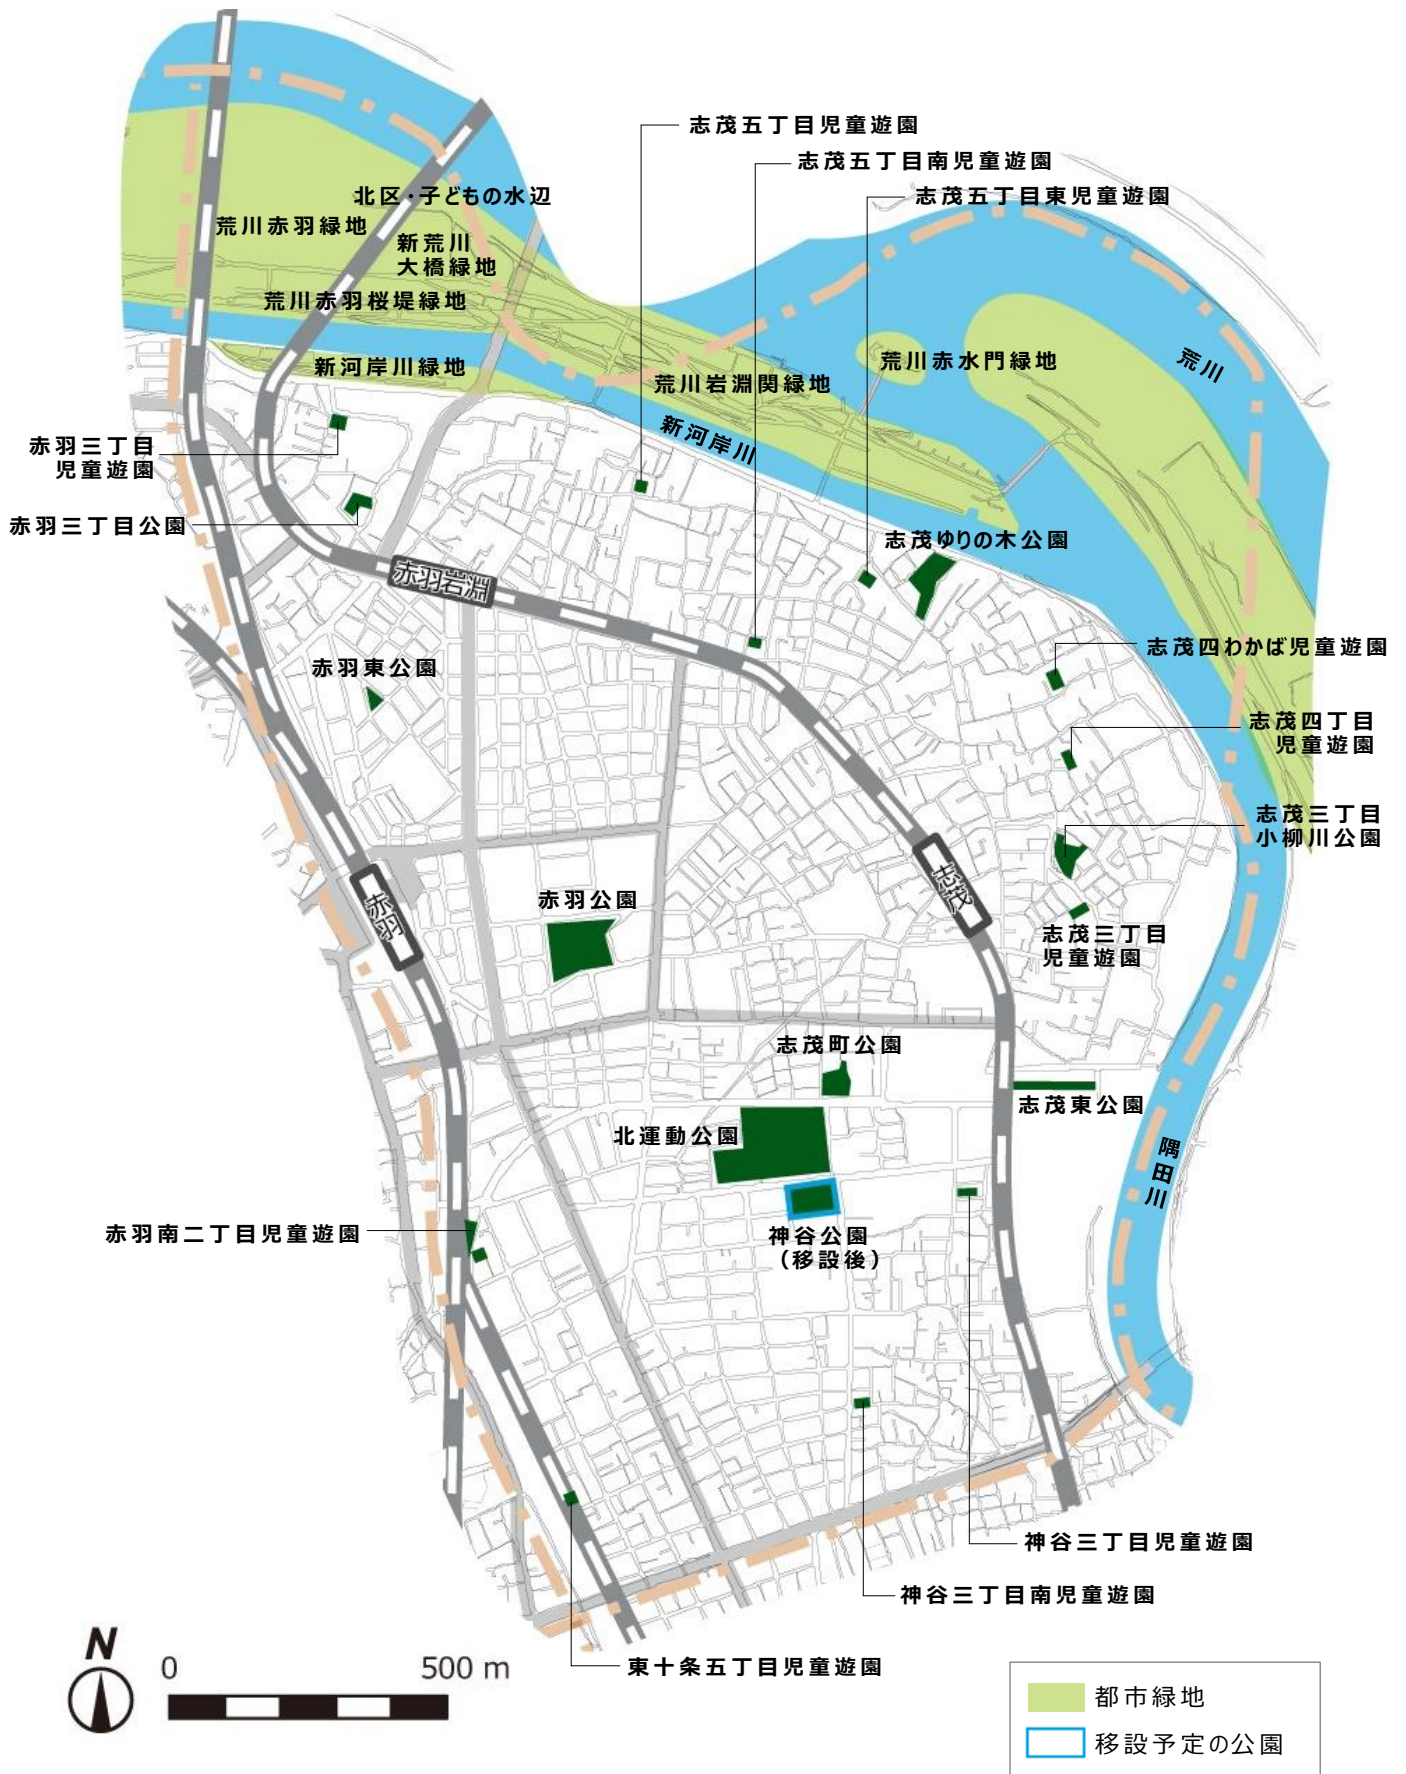 志茂五丁目児童遊園
志茂五丁目南児童遊園
志茂五丁目東児童遊園
北区・子どもの水辺
荒川赤羽緑地
新荒川
大橋緑地
荒川赤羽桜堤緑地
新河岸川緑地
荒川岩淵関緑地
荒川赤水門緑地
荒川
新河岸川
赤羽三丁目
児童遊園
赤羽三丁目公園
志茂ゆりの木公園
赤羽岩淵
志茂四わかば児童遊園
赤羽東公園
志茂四丁目
児童遊園
志茂三丁目
小柳川公園
志茂
赤羽
赤羽公園
志茂三丁目
児童遊園
志茂町公園
志茂東公園
北運動公園
隅田川
赤羽南二丁目児童遊園
神谷公園
（移設後）
神谷三丁目児童遊園
神谷三丁目南児童遊園
東十条五丁目児童遊園
N
0 500 m
都市緑地
移設予定の公園